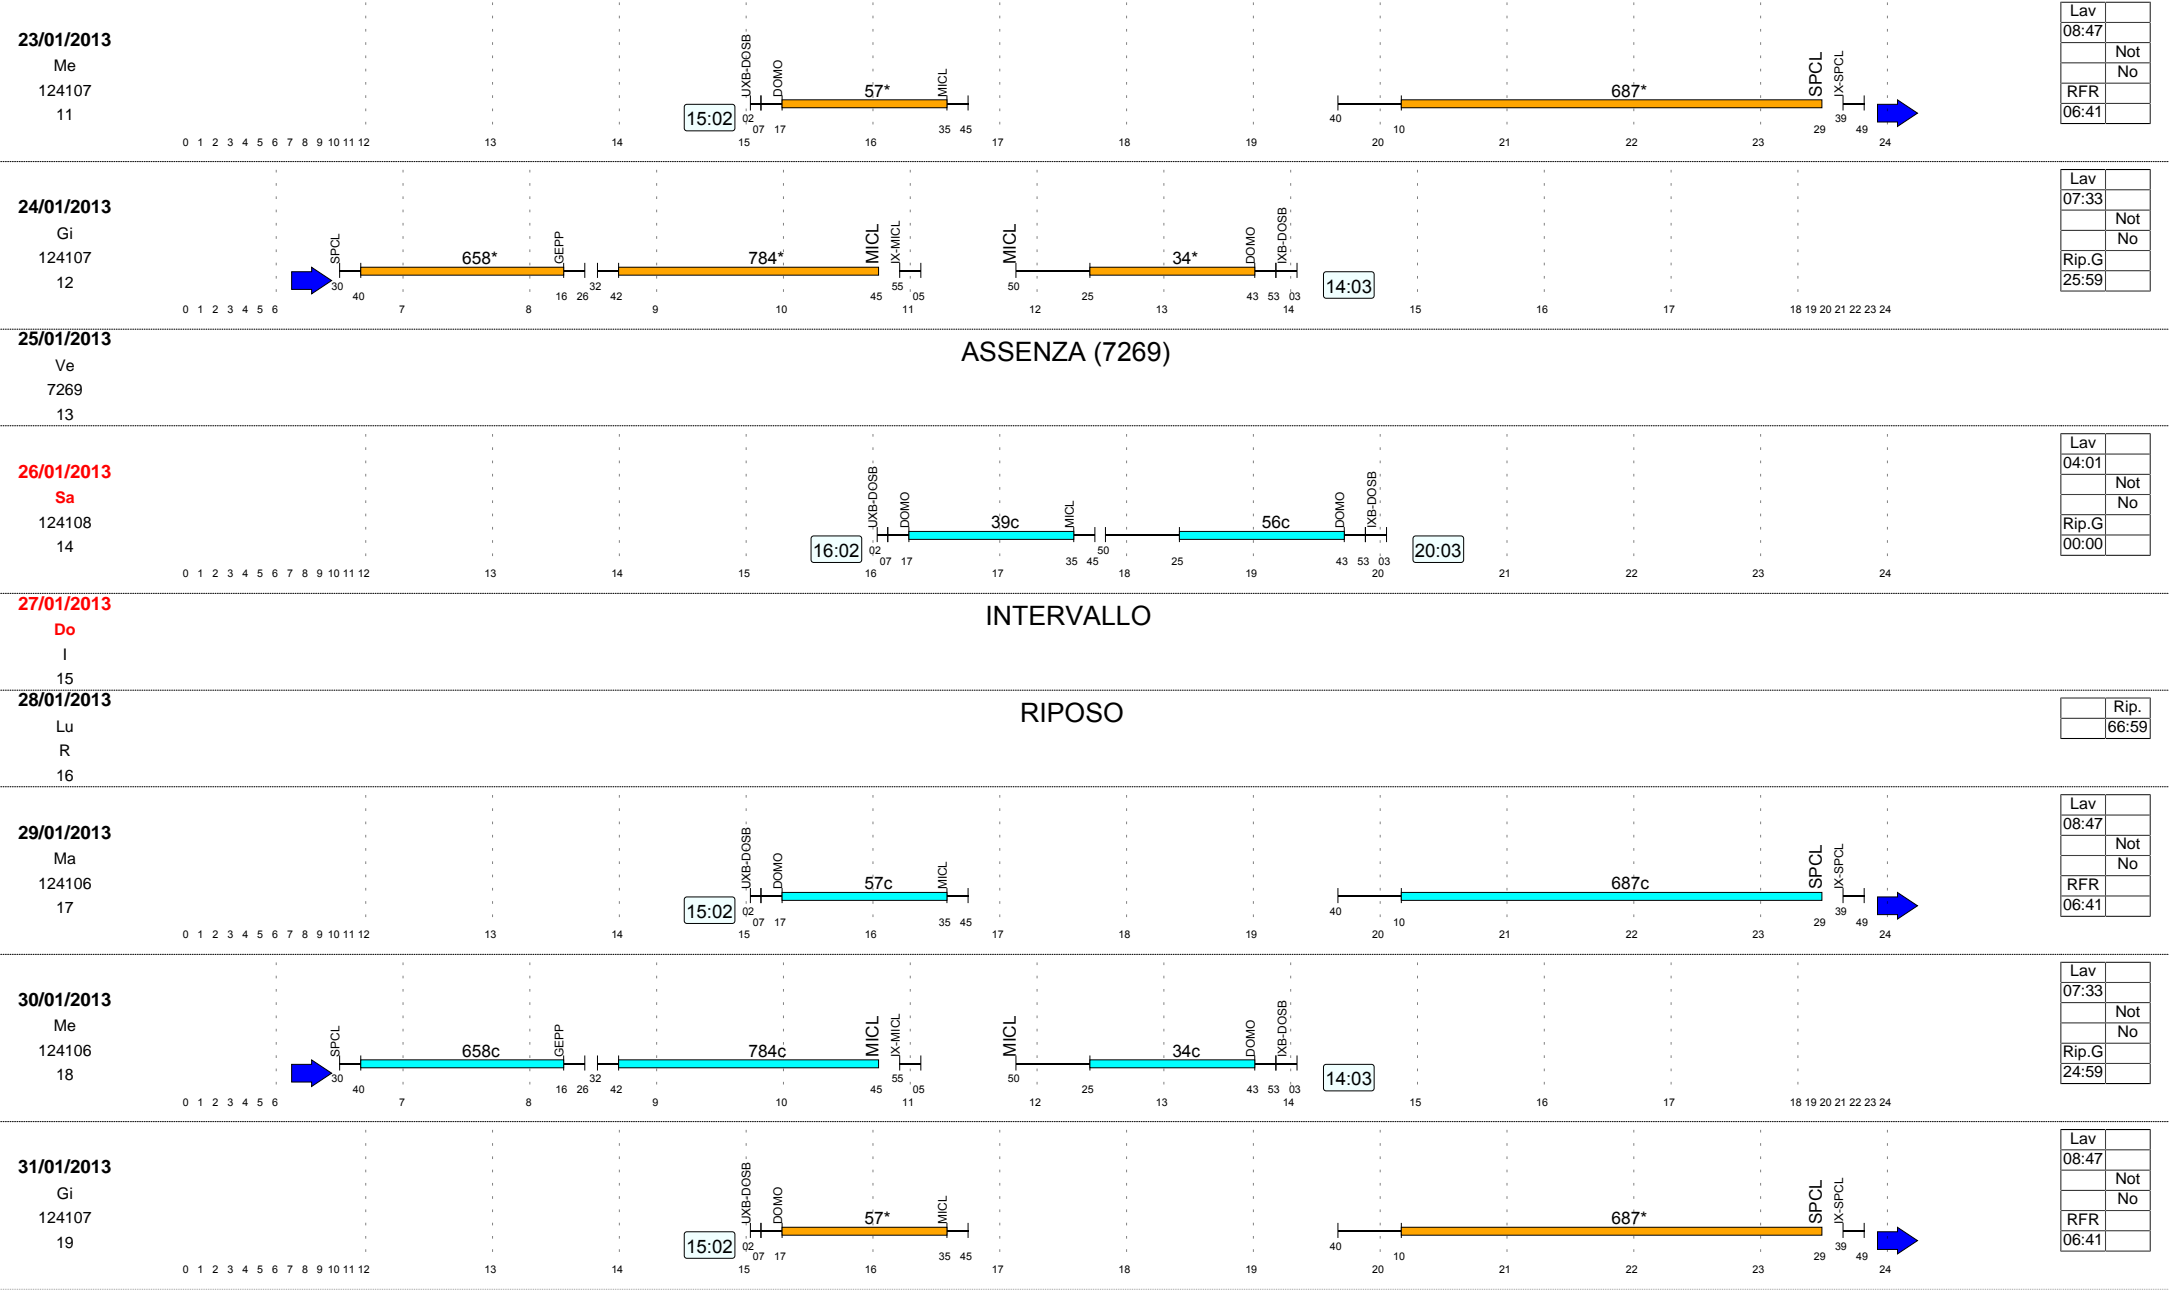 23/01/2013
Me
124107
11
UXB-DOSB DOMO 57* MICL 687* SPCL IX-SPCL
15:02 02 07 17 35 45 40 10 29 39 49
0 1 2 3 4 5 6 7 8 9 10 11 12 13 14 15 16 17 18 19 20 21 22 23 24
Lav
08:47
Not
No
RFR
06:41
24/01/2013
Gi
124107
12
SPCL 658* GEPP 784* MICL IX-MICL MICL 34* DOMO IXB-DOSB
30 40 16 26 32 42 45 55 05 50 25 43 53 03 14:03
0 1 2 3 4 5 6 7 8 9 10 11 12 13 14 15 16 17 18 19 20 21 22 23 24
Lav
07:33
Not
No
Rip.G
25:59
25/01/2013
Ve
7269
13
ASSENZA (7269)
26/01/2013
Sa
124108
14
UXB-DOSB DOMO 39c MICL 56c DOMO IXB-DOSB
16:02 02 07 17 35 45 50 25 43 53 03 20:03
0 1 2 3 4 5 6 7 8 9 10 11 12 13 14 15 16 17 18 19 20 21 22 23 24
Lav
04:01
Not
No
Rip.G
00:00
27/01/2013
Do
I
15
INTERVALLO
28/01/2013
Lu
R
16
RIPOSO
Rip.
66:59
29/01/2013
Ma
124106
17
UXB-DOSB DOMO 57c MICL 687c SPCL IX-SPCL
15:02 02 07 17 35 45 40 10 29 39 49
0 1 2 3 4 5 6 7 8 9 10 11 12 13 14 15 16 17 18 19 20 21 22 23 24
Lav
08:47
Not
No
RFR
06:41
30/01/2013
Me
124106
18
SPCL 658c GEPP 784c MICL IX-MICL MICL 34c DOMO IXB-DOSB
30 40 16 26 32 42 45 55 05 50 25 43 53 03 14:03
0 1 2 3 4 5 6 7 8 9 10 11 12 13 14 15 16 17 18 19 20 21 22 23 24
Lav
07:33
Not
No
Rip.G
24:59
31/01/2013
Gi
124107
19
UXB-DOSB DOMO 57* MICL 687* SPCL IX-SPCL
15:02 02 07 17 35 45 40 10 29 39 49
0 1 2 3 4 5 6 7 8 9 10 11 12 13 14 15 16 17 18 19 20 21 22 23 24
Lav
08:47
Not
No
RFR
06:41